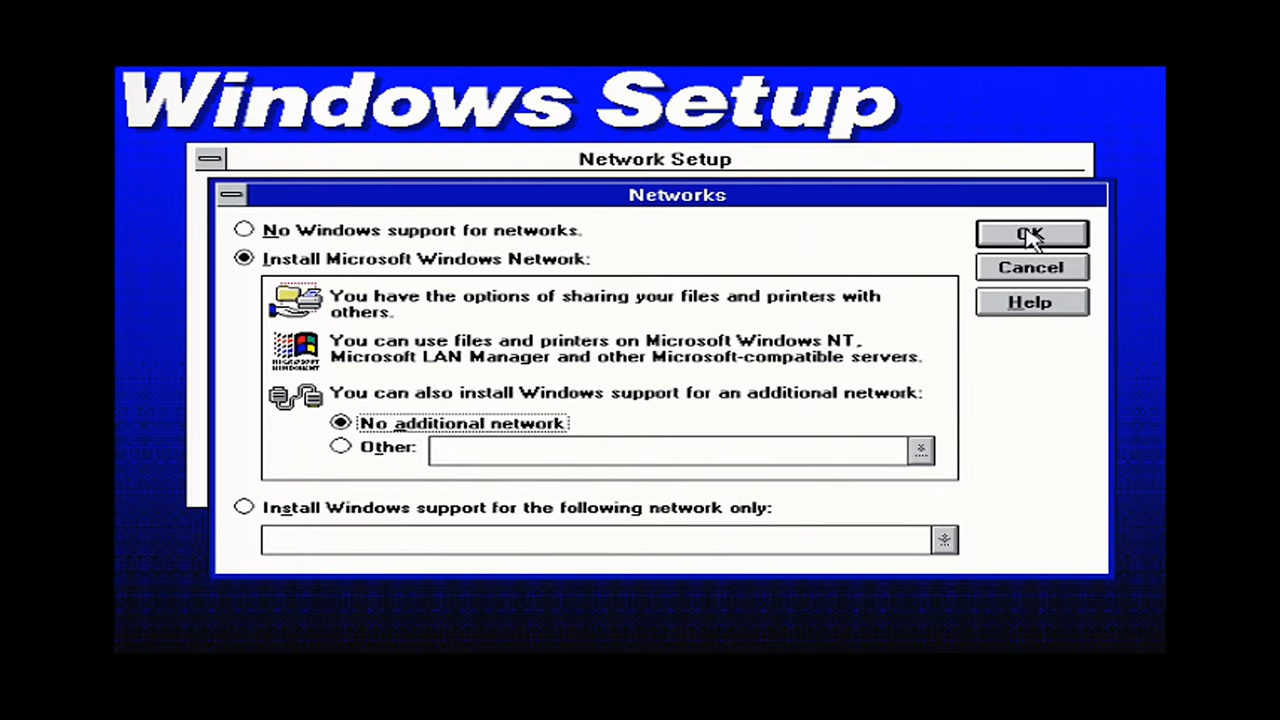 Windows Setup
Network Setup
Networks
No Windows support for networks.
OK
Install Microsoft Windows Network:
Cancel
You have the options of sharing your files and printers with
others.
Help
You can use files and printers on Microsoft Windows NT,
Microsoft LAN Manager and other Microsoft-compatible servers.
You can also install Windows support for an additional network:
No additional network
Other:
Install Windows support for the following network only: